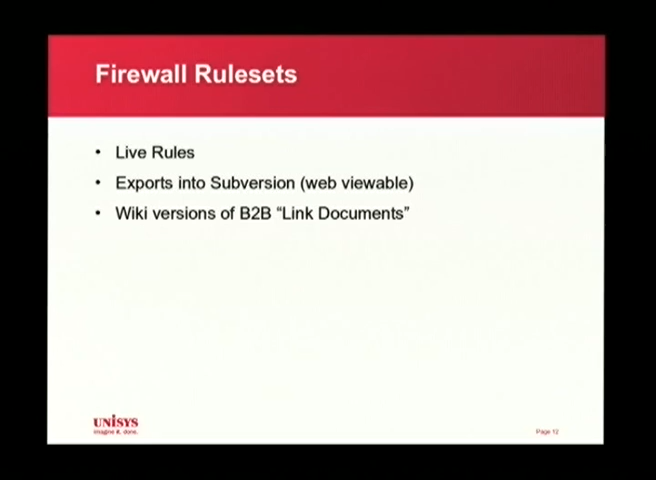 Firewall Rulesets
• Live Rules
• Exports into Subversion (web viewable)
• Wiki versions of B2B “Link Documents”
UNISYS
imagine it. done.
Page 12